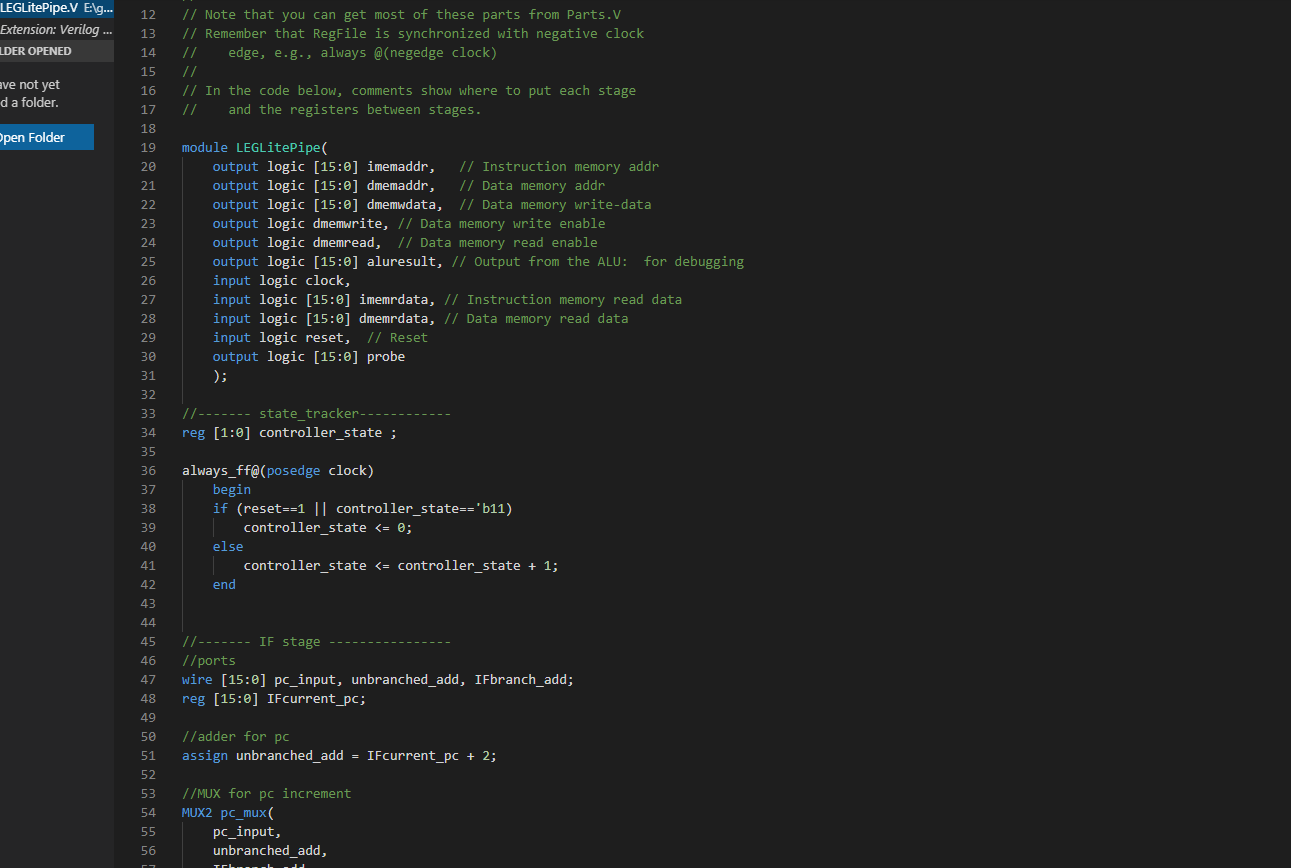 LEGLitePipe.V E:\g...
Extension: Verilog ...
LDER OPENED
ave not yet
d a folder.
Open Folder
12 // Note that you can get most of these parts from Parts.V
13 // Remember that RegFile is synchronized with negative clock
14 //    edge, e.g., always @(negedge clock)
15 //
16 // In the code below, comments show where to put each stage
17 //    and the registers between stages.
18
19 module LEGLitePipe(
20     output logic [15:0] imemaddr,   // Instruction memory addr
21     output logic [15:0] dmemaddr,   // Data memory addr
22     output logic [15:0] dmemwdata,  // Data memory write-data
23     output logic dmemwrite, // Data memory write enable
24     output logic dmemread,  // Data memory read enable
25     output logic [15:0] aluresult, // Output from the ALU:  for debugging
26     input logic clock,
27     input logic [15:0] imemrdata, // Instruction memory read data
28     input logic [15:0] dmemrdata, // Data memory read data
29     input logic reset,  // Reset
30     output logic [15:0] probe
31     );
32
33 //------- state_tracker------------
34 reg [1:0] controller_state ;
35
36 always_ff@(posedge clock)
37     begin
38     if (reset==1 || controller_state=='b11)
39         controller_state <= 0;
40     else
41         controller_state <= controller_state + 1;
42     end
43
44
45 //------- IF stage ----------------
46 //ports
47 wire [15:0] pc_input, unbranched_add, IFbranch_add;
48 reg [15:0] IFcurrent_pc;
49
50 //adder for pc
51 assign unbranched_add = IFcurrent_pc + 2;
52
53 //MUX for pc increment
54 MUX2 pc_mux(
55     pc_input,
56     unbranched_add,
57     IFbranch_add